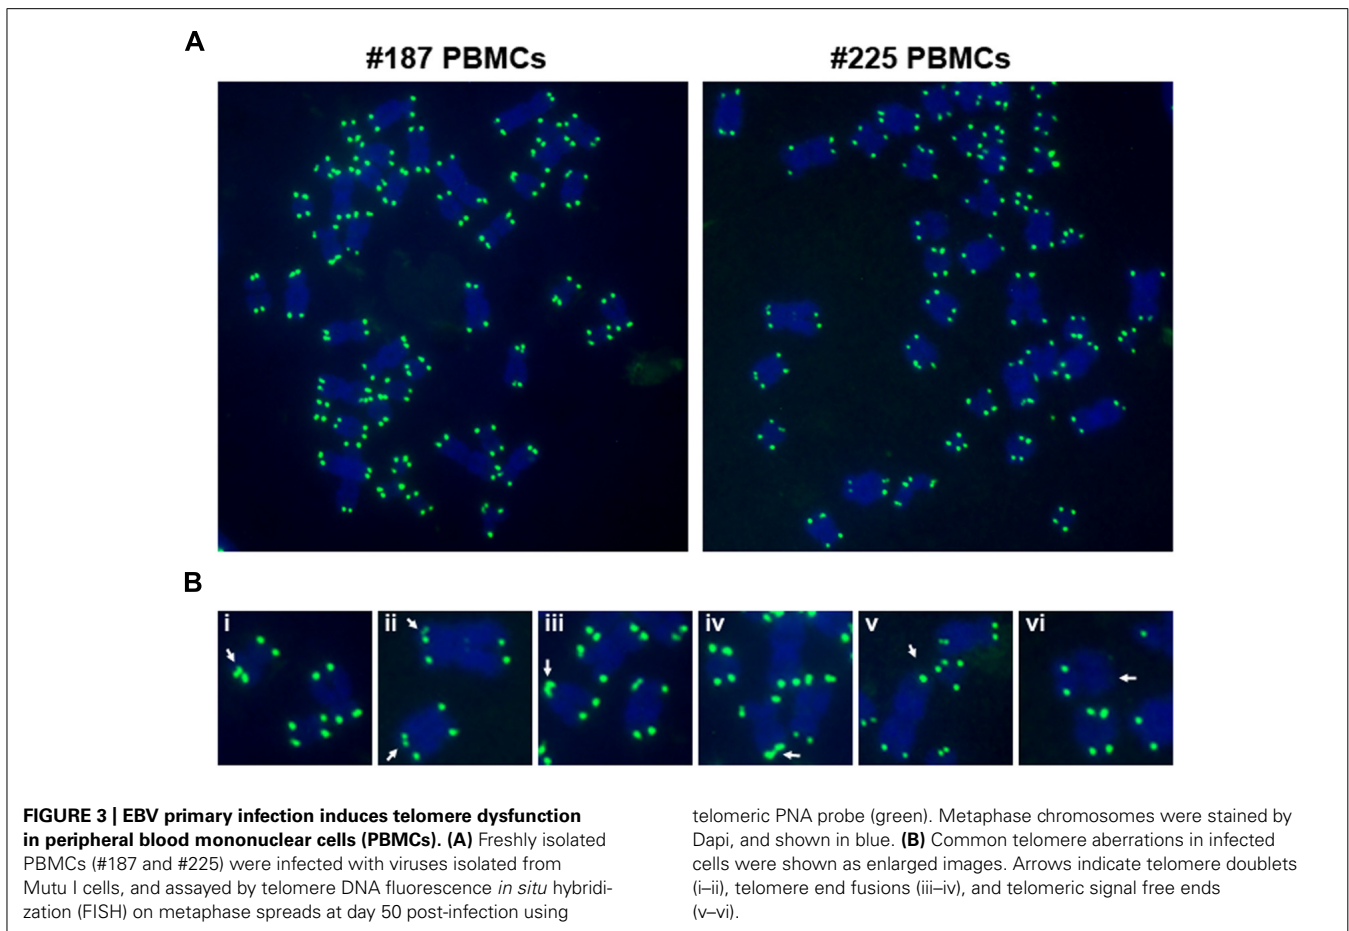 A
#187 PBMCs
#225 PBMCs
B
i
ii
iii
iv
v
vi
FIGURE 3 | EBV primary infection induces telomere dysfunction
in peripheral blood mononuclear cells (PBMCs). (A) Freshly isolated
PBMCs (#187 and #225) were infected with viruses isolated from
Mutu I cells, and assayed by telomere DNA fluorescence in situ hybridi-
zation (FISH) on metaphase spreads at day 50 post-infection using
telomeric PNA probe (green). Metaphase chromosomes were stained by
Dapi, and shown in blue. (B) Common telomere aberrations in infected
cells were shown as enlarged images. Arrows indicate telomere doublets
(i–ii), telomere end fusions (iii–iv), and telomeric signal free ends
(v–vi).